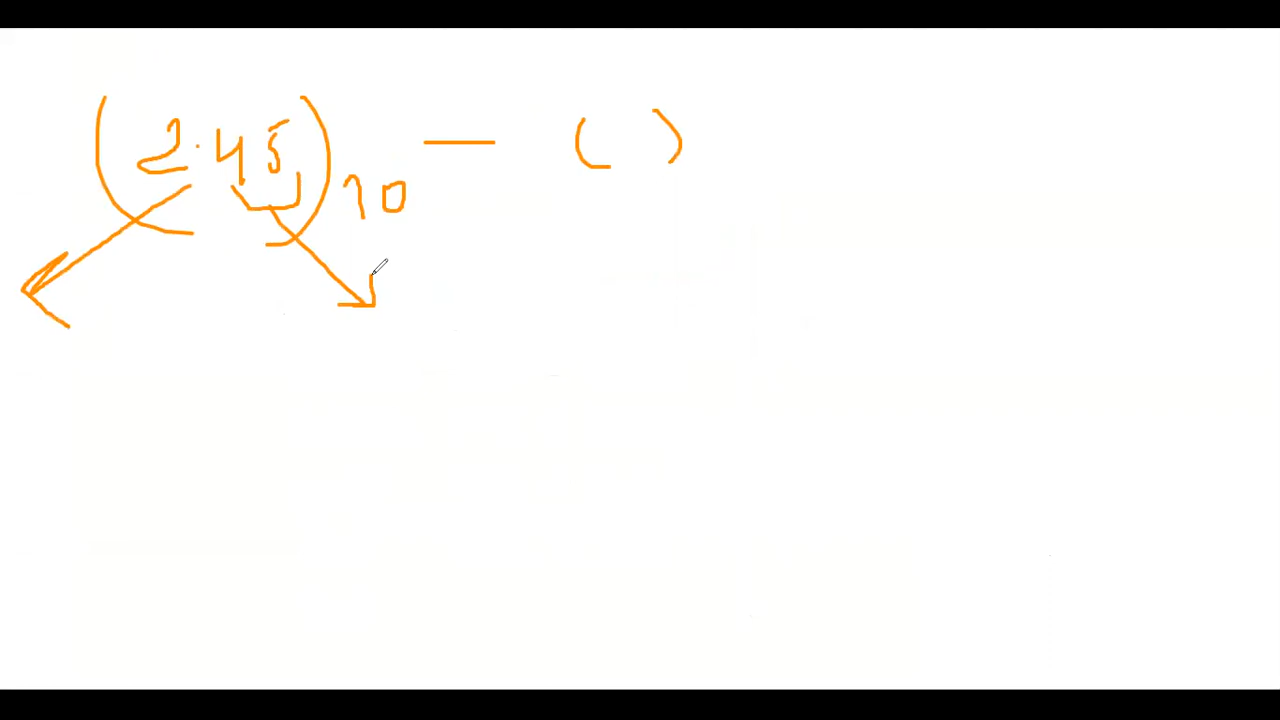 (2.45)10 — ( )